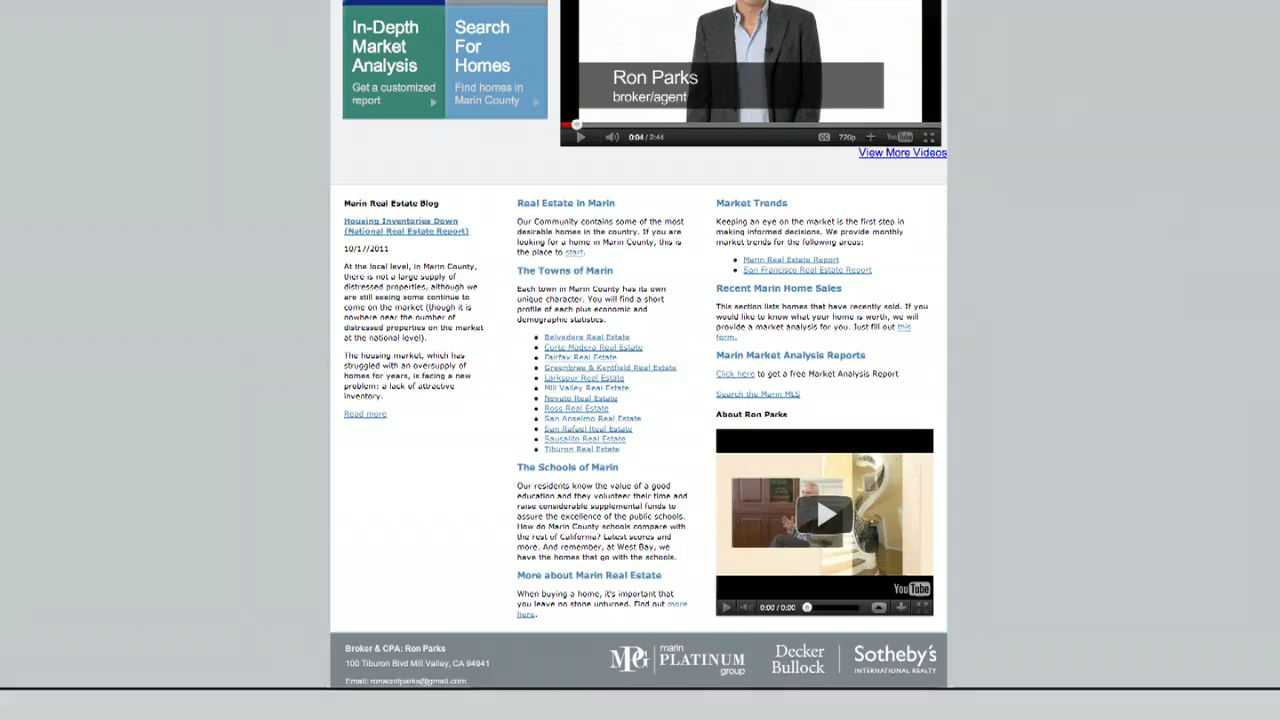 In-Depth
Market
Analysis
Get a customized
report
Search
For
Homes
Find homes in
Marin County
Ron Parks
broker/agent
0:04 / 2:44
CC
720p
YouTube
View More Videos
Marin Real Estate Blog
Housing Inventories Down
(National Real Estate Report)
10/17/2011
At the local level, in Marin County,
there is not a large supply of
distressed properties, although we
are still seeing some continue to
come on the market (though it is
nowhere near the number of
distressed properties on the market
at the national level).
The housing market, which has
struggled with an oversupply of
homes for years, is facing a new
problem: a lack of attractive
inventory.
Read more
Real Estate in Marin
Our Community contains some of the most
desirable homes in the country. If you are
looking for a home in Marin County, this is
the place to start.
The Towns of Marin
Each town in Marin County has its own
unique character. You will find a short
profile of each plus economic and
demographic statistics.
Belvedere Real Estate
Corte Madera Real Estate
Fairfax Real Estate
Greenbrae & Kentfield Real Estate
Larkspur Real Estate
Mill Valley Real Estate
Novato Real Estate
Ross Real Estate
San Anselmo Real Estate
San Rafael Real Estate
Sausalito Real Estate
Tiburon Real Estate
The Schools of Marin
Our residents know the value of a good
education and they volunteer their time and
raise considerable supplemental funds to
assure the excellence of the public schools.
How do Marin County schools compare with
the rest of California? Latest scores and
more. And remember, at West Bay, we
have the homes that go with the schools.
More about Marin Real Estate
When buying a home, it's important that
you leave no stone unturned. Find out more
here.
Market Trends
Keeping an eye on the market is the first step in
making informed decisions. We provide monthly
market trends for the following areas:
Marin Real Estate Report
San Francisco Real Estate Report
Recent Marin Home Sales
This section lists homes that have recently sold. If you
would like to know what your home is worth, we will
provide a market analysis for you. Just fill out this
form.
Marin Market Analysis Reports
Click here to get a free Market Analysis Report
Search the Marin MLS
About Ron Parks
YouTube
0:00 / 0:00
Broker & CPA: Ron Parks
100 Tiburon Blvd Mill Valley, CA 94941
Email: ronscottparks@gmail.com
MPG
marin
PLATINUM
group
Decker
Bullock
Sotheby's
INTERNATIONAL REALTY